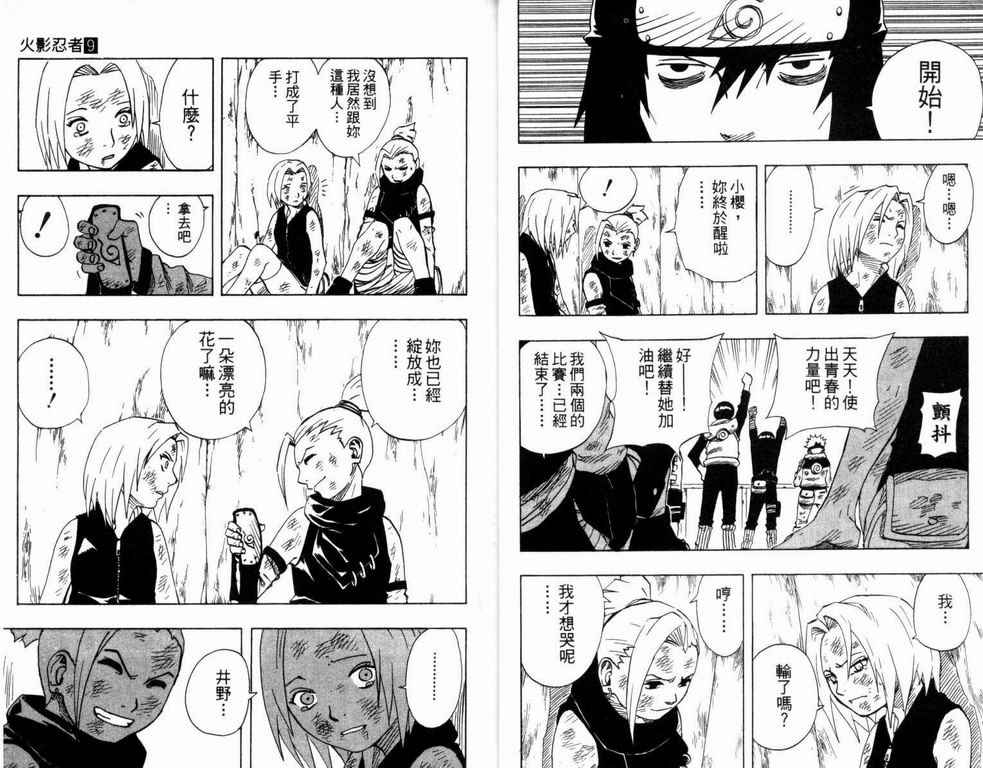 開始！
嗯…嗯
………
小櫻，
妳終於醒啦
……
！
顫抖
天天！使
出青春的
力量吧！
好——
繼續替她加
油吧！
我們兩個的
比賽…已經
結束了……
我…
輸了嗎？
哼……
我才想哭呢
……
火影忍者9
沒想到
我居然跟妳
這種人…
打成了平
手…
什麼？
拿去吧
……
！
妳也已經
綻放成…
……
一朵漂亮的
花了嘛…
……！
………
井野…